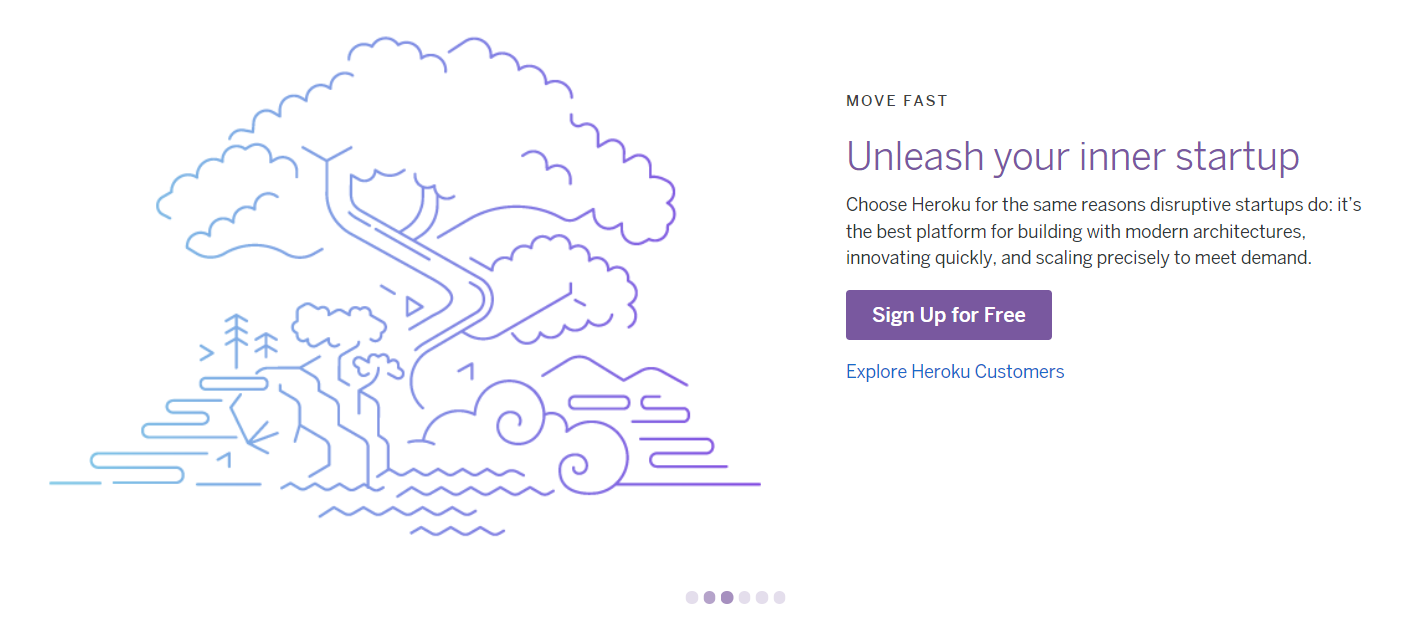 MOVE FAST
Unleash your inner startup
Choose Heroku for the same reasons disruptive startups do: it's
the best platform for building with modern architectures,
innovating quickly, and scaling precisely to meet demand.
Sign Up for Free
Explore Heroku Customers